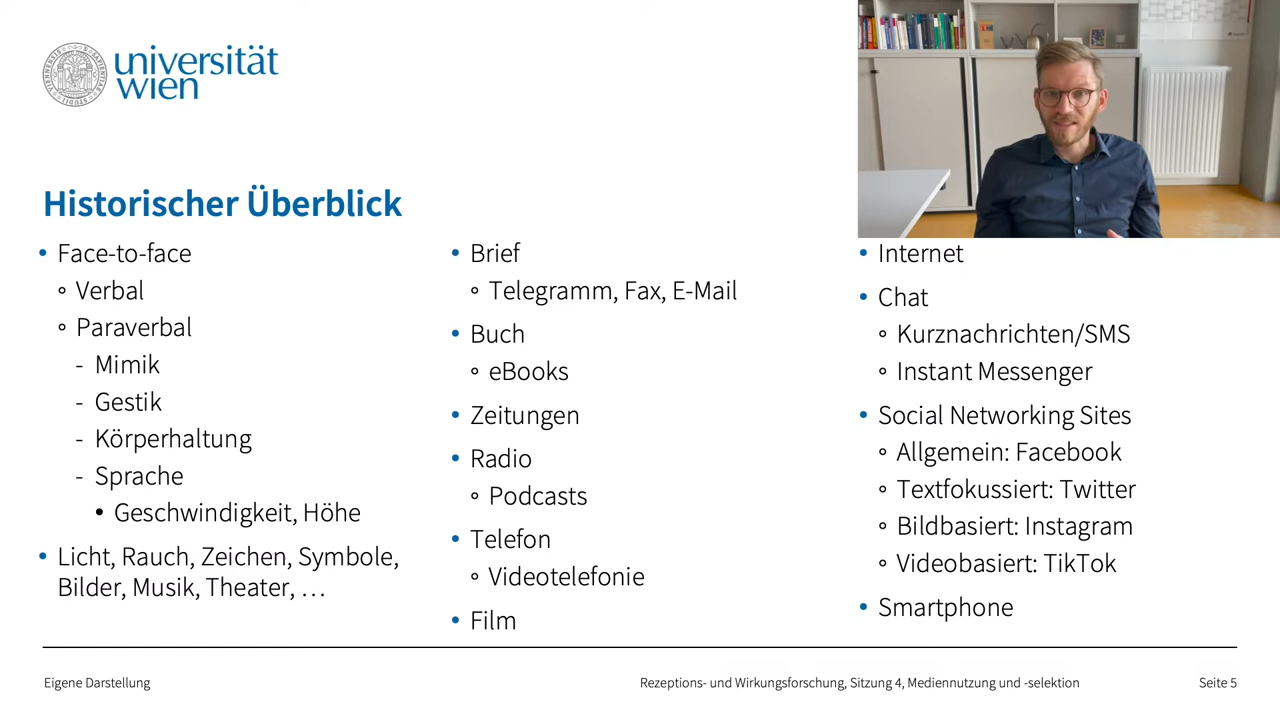 universität
wien
Historischer Überblick
• Face-to-face
◦ Verbal
◦ Paraverbal
- Mimik
- Gestik
- Körperhaltung
- Sprache
• Geschwindigkeit, Höhe
• Licht, Rauch, Zeichen, Symbole,
Bilder, Musik, Theater, …
• Brief
◦ Telegramm, Fax, E-Mail
• Buch
◦ eBooks
• Zeitungen
• Radio
◦ Podcasts
• Telefon
◦ Videotelefonie
• Film
• Internet
• Chat
◦ Kurznachrichten/SMS
◦ Instant Messenger
• Social Networking Sites
◦ Allgemein: Facebook
◦ Textfokussiert: Twitter
◦ Bildbasiert: Instagram
◦ Videobasiert: TikTok
• Smartphone
Eigene Darstellung
Rezeptions- und Wirkungsforschung, Sitzung 4, Mediennutzung und -selektion
Seite 5